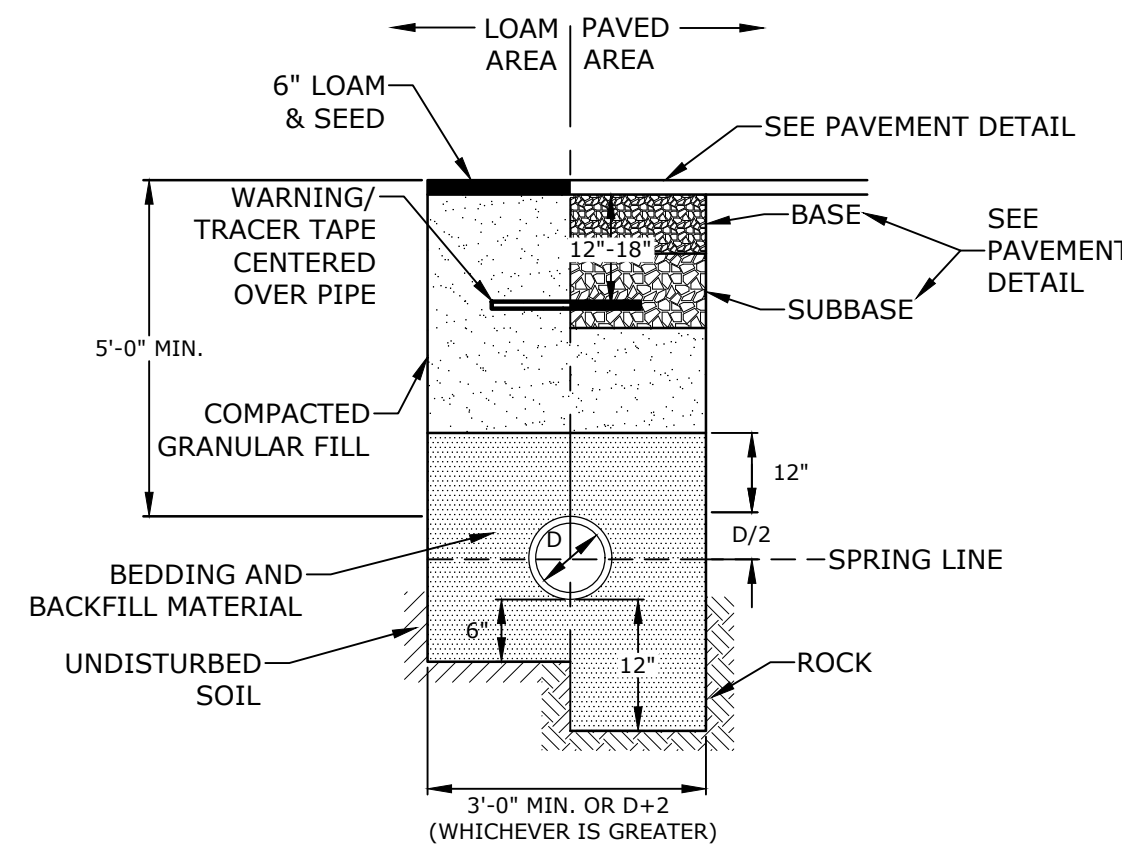 LOAM AREA
PAVED AREA
6" LOAM
& SEED
SEE PAVEMENT DETAIL
WARNING/
TRACER TAPE
CENTERED
OVER PIPE
12"-18"
BASE
SEE
PAVEMENT
DETAIL
SUBBASE
5'-0" MIN.
COMPACTED
GRANULAR FILL
12"
D/2
D
SPRING LINE
BEDDING AND
BACKFILL MATERIAL
6"
12"
UNDISTURBED
SOIL
ROCK
3'-0" MIN. OR D+2
(WHICHEVER IS GREATER)